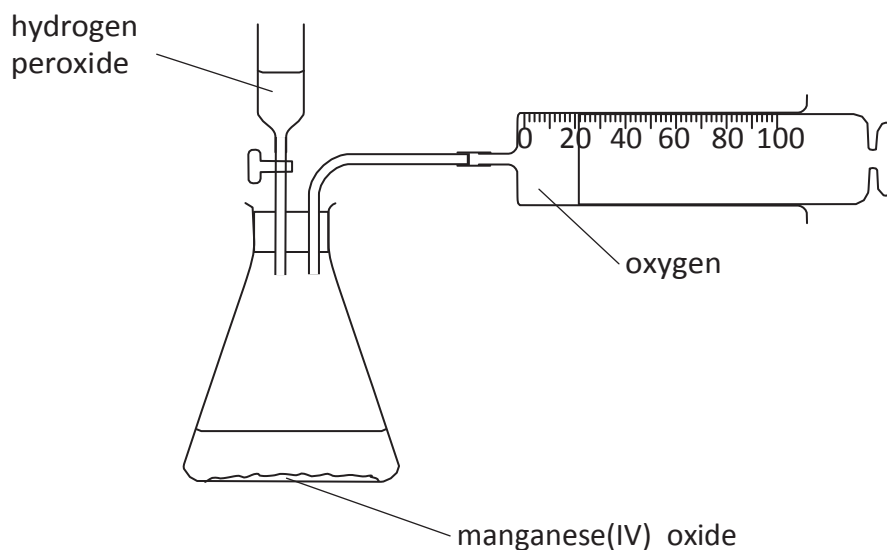 hydrogen
peroxide
0 20 40 60 80 100
oxygen
manganese(IV) oxide